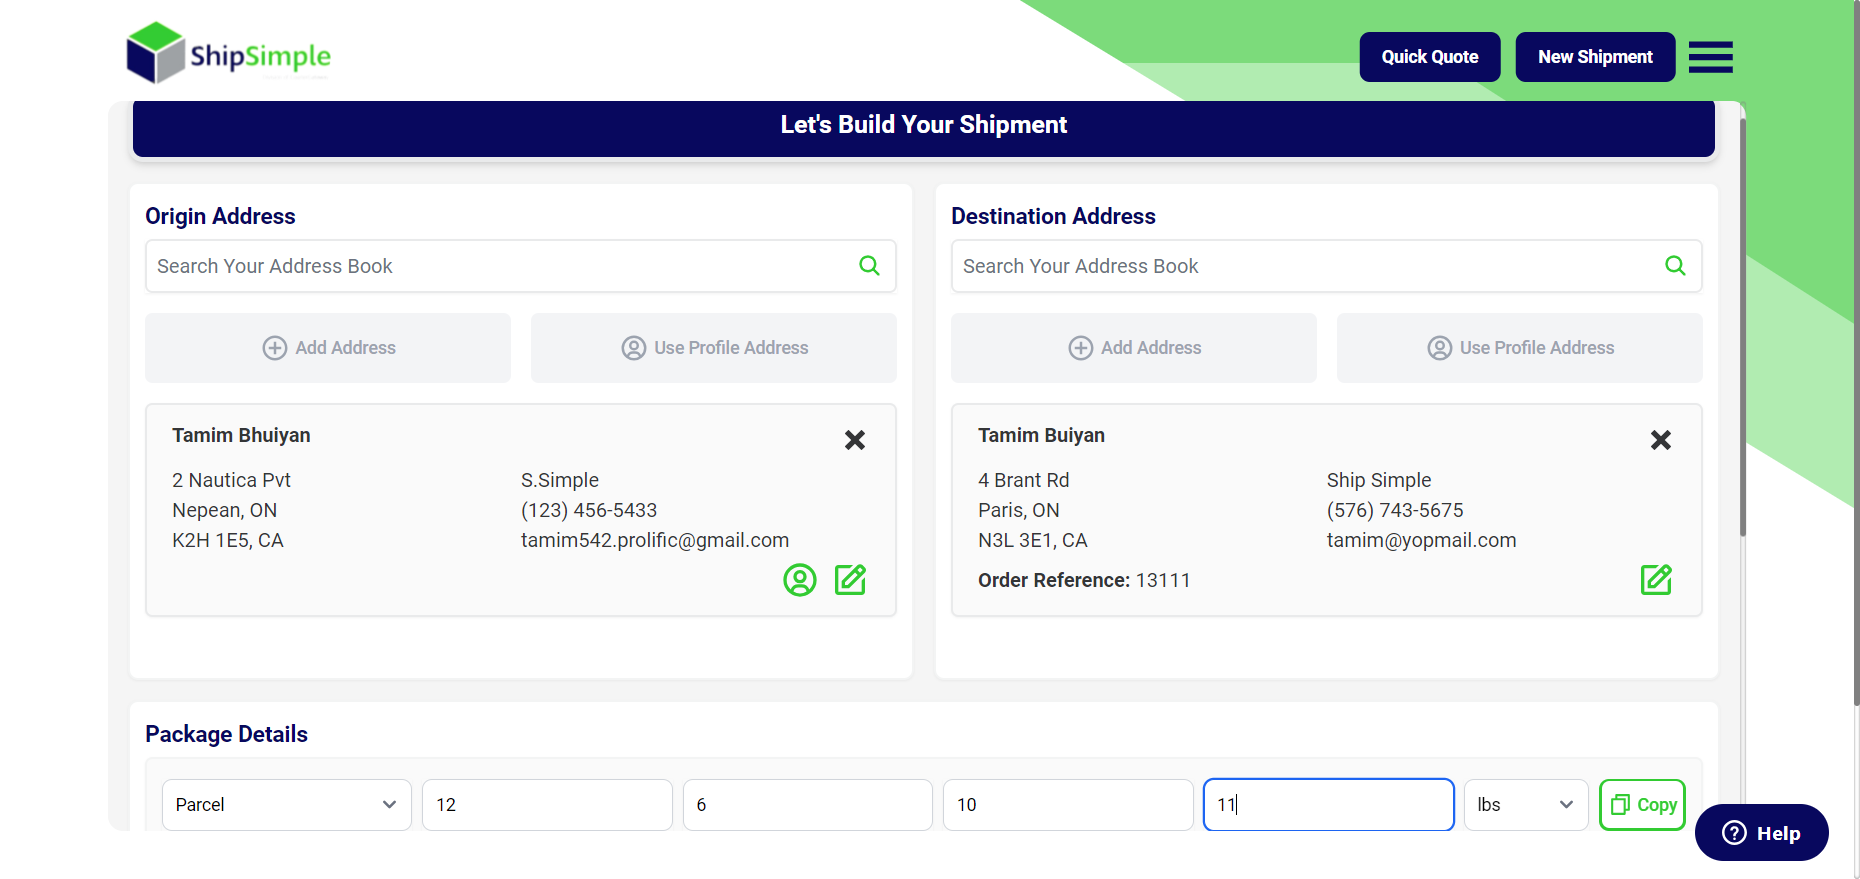 ShipSimple
Quick Quote
New Shipment
Let's Build Your Shipment
Origin Address
Search Your Address Book
Add Address
Use Profile Address
Tamim Bhuiyan
2 Nautica Pvt
Nepean, ON
K2H 1E5, CA
S.Simple
(123) 456-5433
tamim542.prolific@gmail.com
Destination Address
Search Your Address Book
Add Address
Use Profile Address
Tamim Buiyan
4 Brant Rd
Paris, ON
N3L 3E1, CA
Ship Simple
(576) 743-5675
tamim@yopmail.com
Order Reference: 13111
Package Details
Parcel
12
6
10
11
lbs
Copy
Help